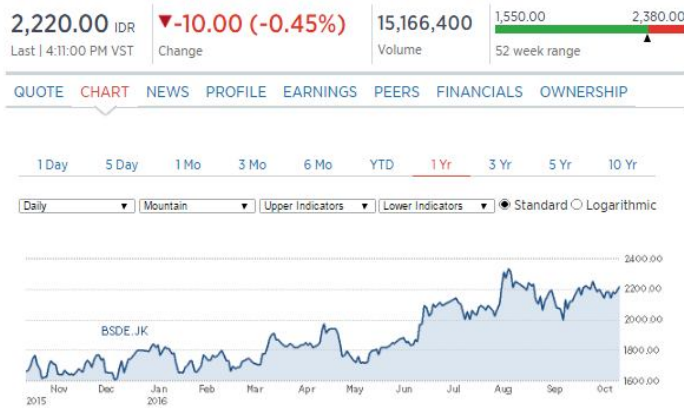 2,220.00 IDR ▼-10.00 (-0.45%) 15,166,400 1,550.00 2,380.00
Last | 4:11:00 PM VST Change Volume 52 week range
QUOTE CHART NEWS PROFILE EARNINGS PEERS FINANCIALS OWNERSHIP
1 Day 5 Day 1 Mo 3 Mo 6 Mo YTD 1 Yr 3 Yr 5 Yr 10 Yr
Daily Mountain Upper Indicators Lower Indicators Standard Logarithmic
2400.00
2200.00
2000.00
BSDE.JK
1800.00
1600.00
Nov Dec Jan Feb Mar Apr May Jun Jul Aug Sep Oct
2015 2016